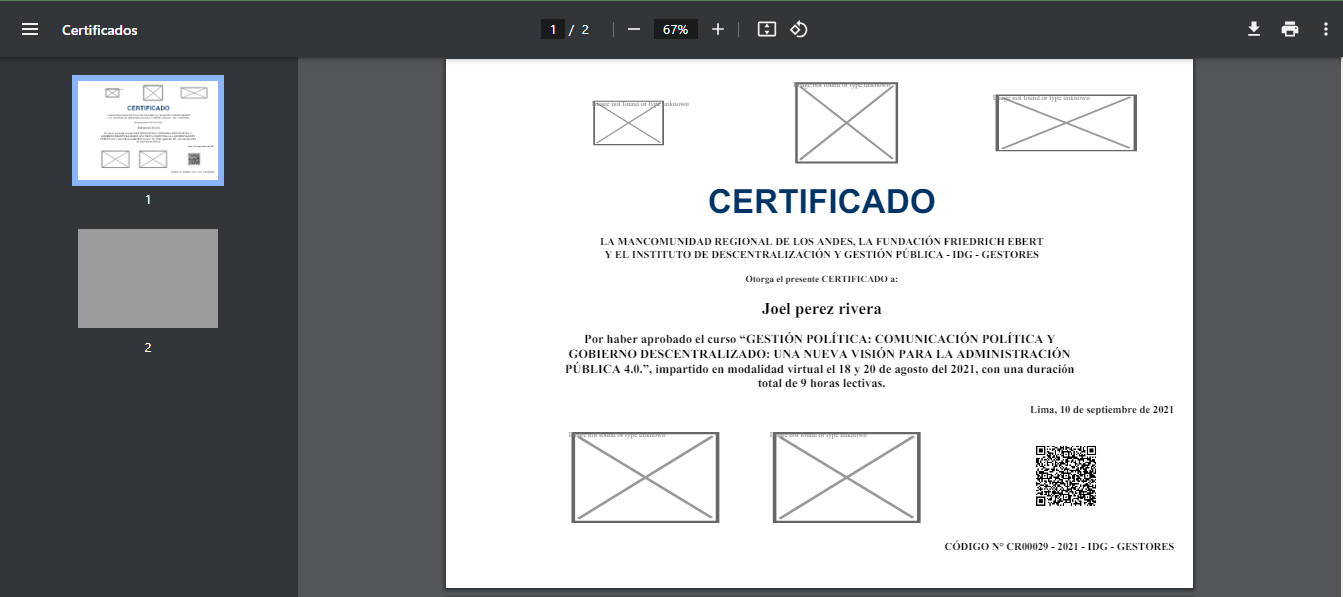 Certificados
1 / 2
67%
1
2
Image not found or type unknown
Image not found or type unknown
Image not found or type unknown
CERTIFICADO
LA MANCOMUNIDAD REGIONAL DE LOS ANDES, LA FUNDACIÓN FRIEDRICH EBERT
Y EL INSTITUTO DE DESCENTRALIZACIÓN Y GESTIÓN PÚBLICA - IDG - GESTORES
Otorga el presente CERTIFICADO a:
Joel perez rivera
Por haber aprobado el curso “GESTIÓN POLÍTICA: COMUNICACIÓN POLÍTICA Y
GOBIERNO DESCENTRALIZADO: UNA NUEVA VISIÓN PARA LA ADMINISTRACIÓN
PÚBLICA 4.0.”, impartido en modalidad virtual el 18 y 20 de agosto del 2021, con una duración
total de 9 horas lectivas.
Lima, 10 de septiembre de 2021
Image not found or type unknown
Image not found or type unknown
CÓDIGO N° CR00029 - 2021 - IDG - GESTORES